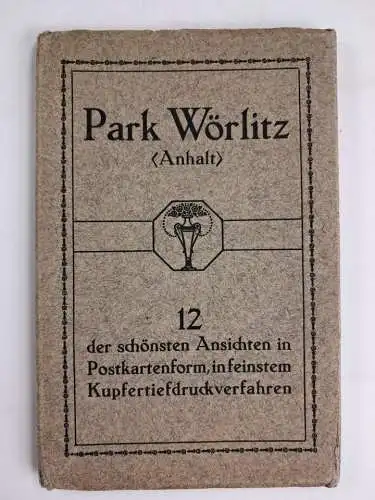 Park Wörlitz
(Anhalt)
12
der schönsten Ansichten in
Postkartenform, in feinstem
Kupfertiefdruckverfahren